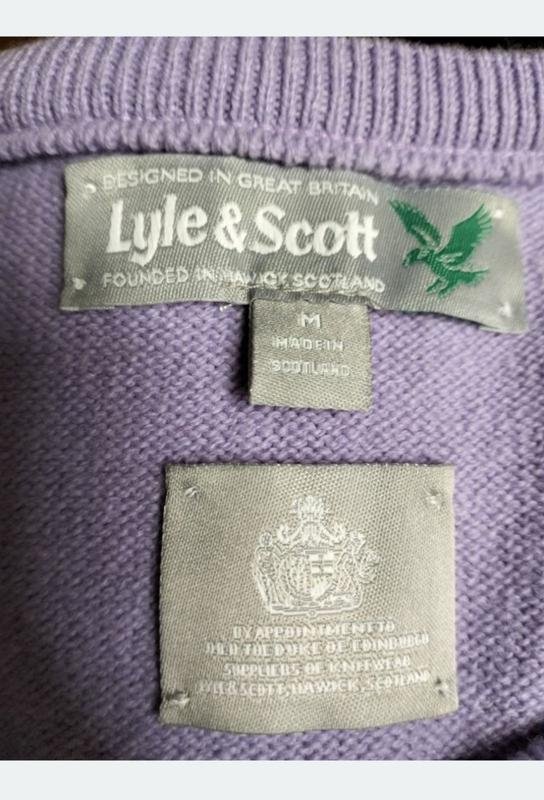 DESIGNED IN GREAT BRITAIN
Lyle & Scott
FOUNDED IN HAWICK SCOTLAND
M
MADE IN
SCOTLAND
BY APPOINTMENT TO
H.R.H THE DUKE OF EDINBURGH
SUPPLIERS OF KNITWEAR
LYLE & SCOTT, HAWICK, SCOTLAND